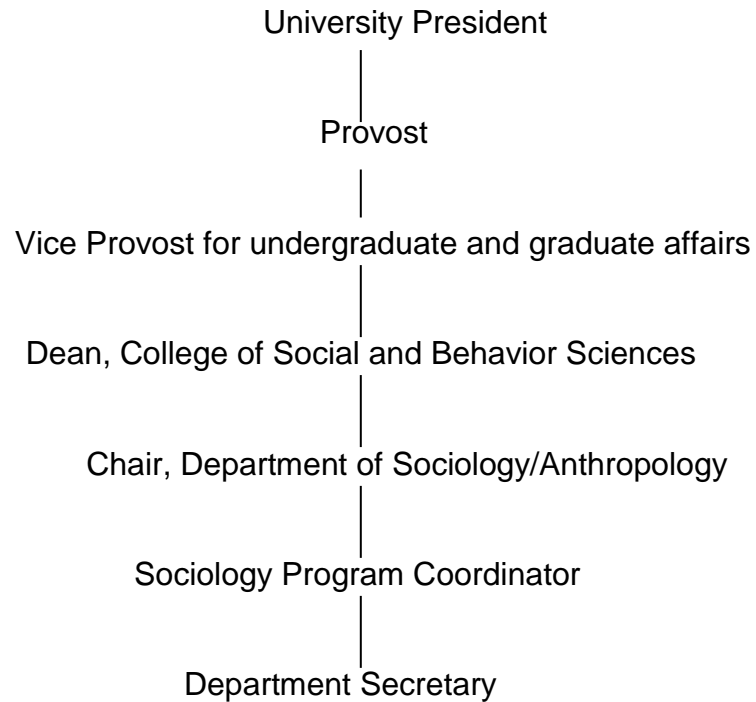 University President
Provost
Vice Provost for undergraduate and graduate affairs
Dean, College of Social and Behavior Sciences
Chair, Department of Sociology/Anthropology
Sociology Program Coordinator
Department Secretary